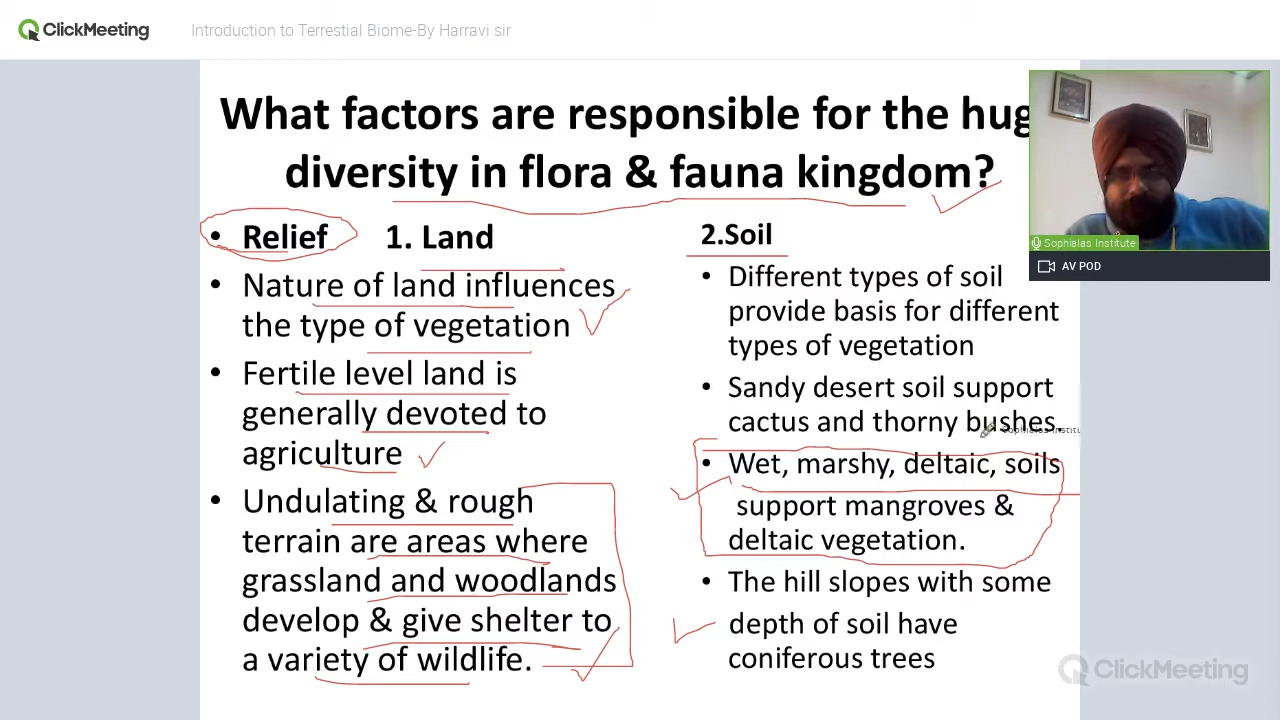 ClickMeeting
Introduction to Terrestial Biome-By Harravi sir
What factors are responsible for the hug
diversity in flora & fauna kingdom?
• Relief 1. Land
• Nature of land influences
the type of vegetation
• Fertile level land is
generally devoted to
agriculture
• Undulating & rough
terrain are areas where
grassland and woodlands
develop & give shelter to
a variety of wildlife.
2.Soil
• Different types of soil
provide basis for different
types of vegetation
• Sandy desert soil support
cactus and thorny bushes.
• Wet, marshy, deltaic, soils
support mangroves &
deltaic vegetation.
• The hill slopes with some
depth of soil have
coniferous trees
Sophialas Institute
AV POD
ClickMeeting